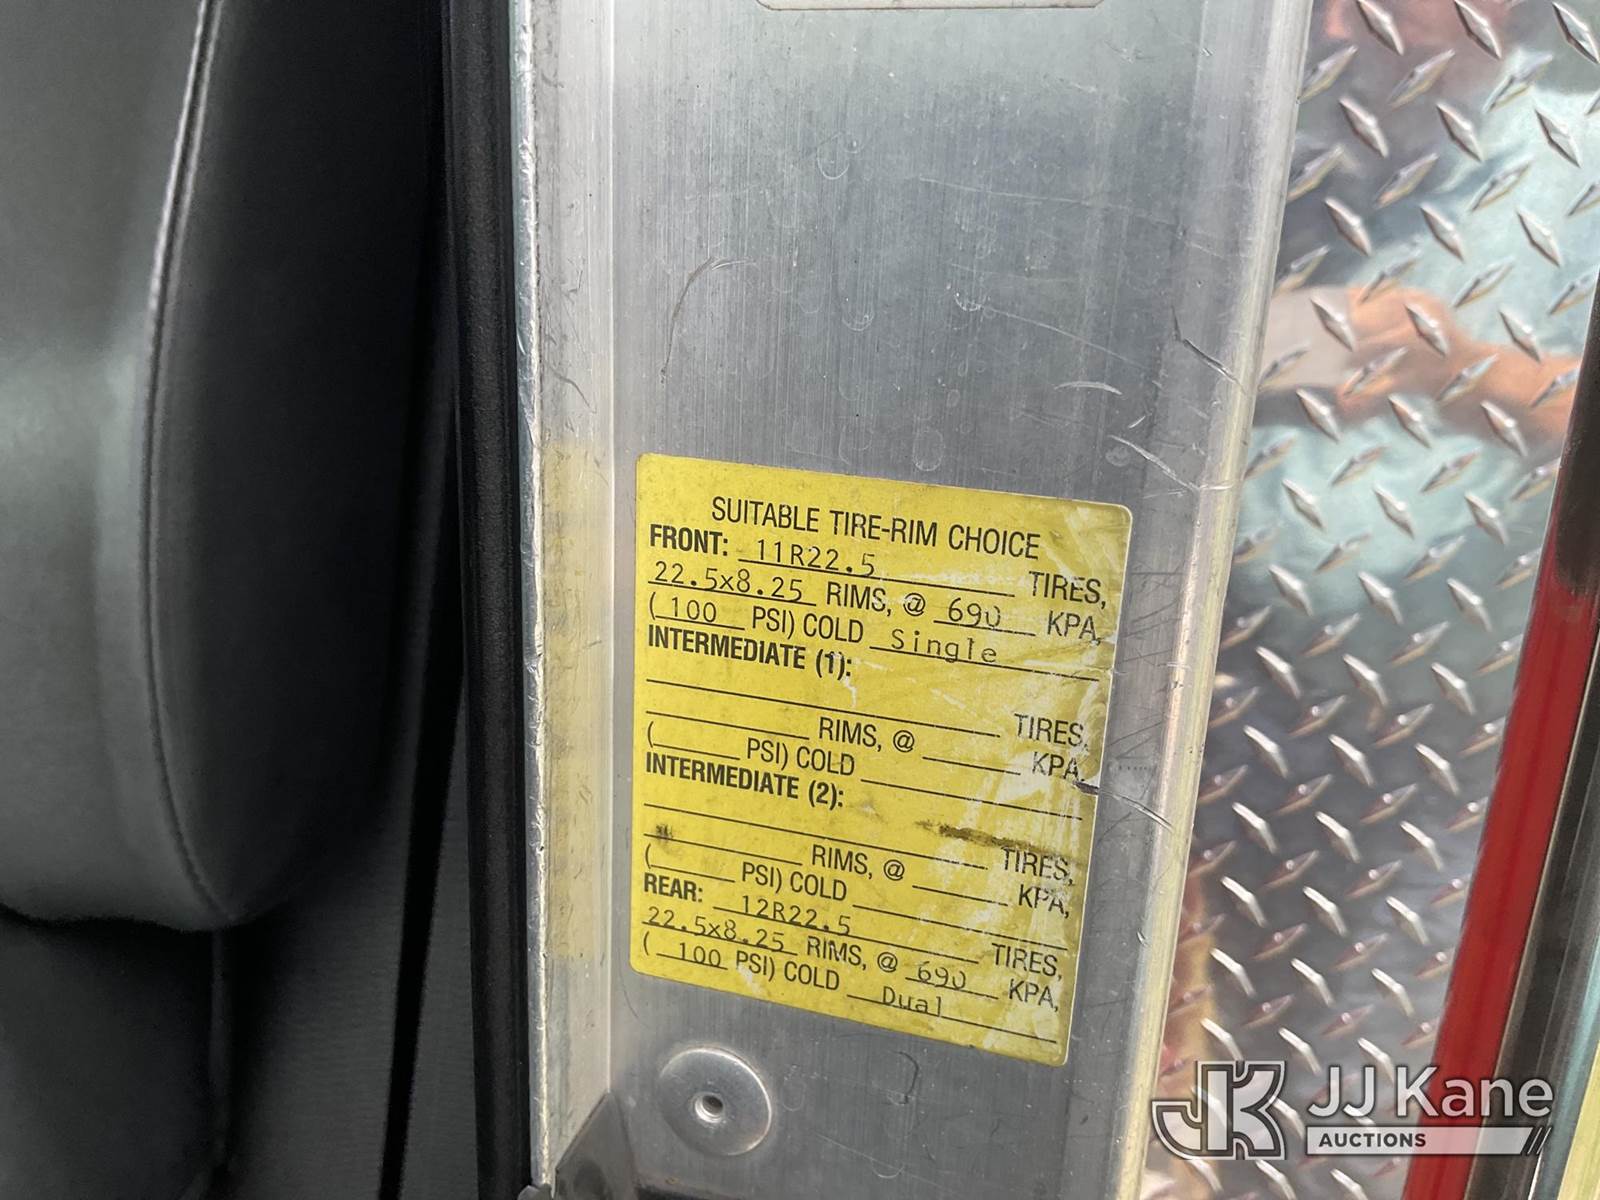 SUITABLE TIRE-RIM CHOICE
FRONT: 11R22.5 TIRES,
22.5x8.25 RIMS, @ 690 KPA,
(100 PSI) COLD Single
INTERMEDIATE (1):
TIRES,
RIMS, @ KPA,
( PSI) COLD
INTERMEDIATE (2):
TIRES,
RIMS, @ KPA,
( PSI) COLD
REAR: 12R22.5 TIRES,
22.5x8.25 RIMS, @ 690 KPA,
( 100 PSI) COLD Dual
JK JJ Kane
AUCTIONS